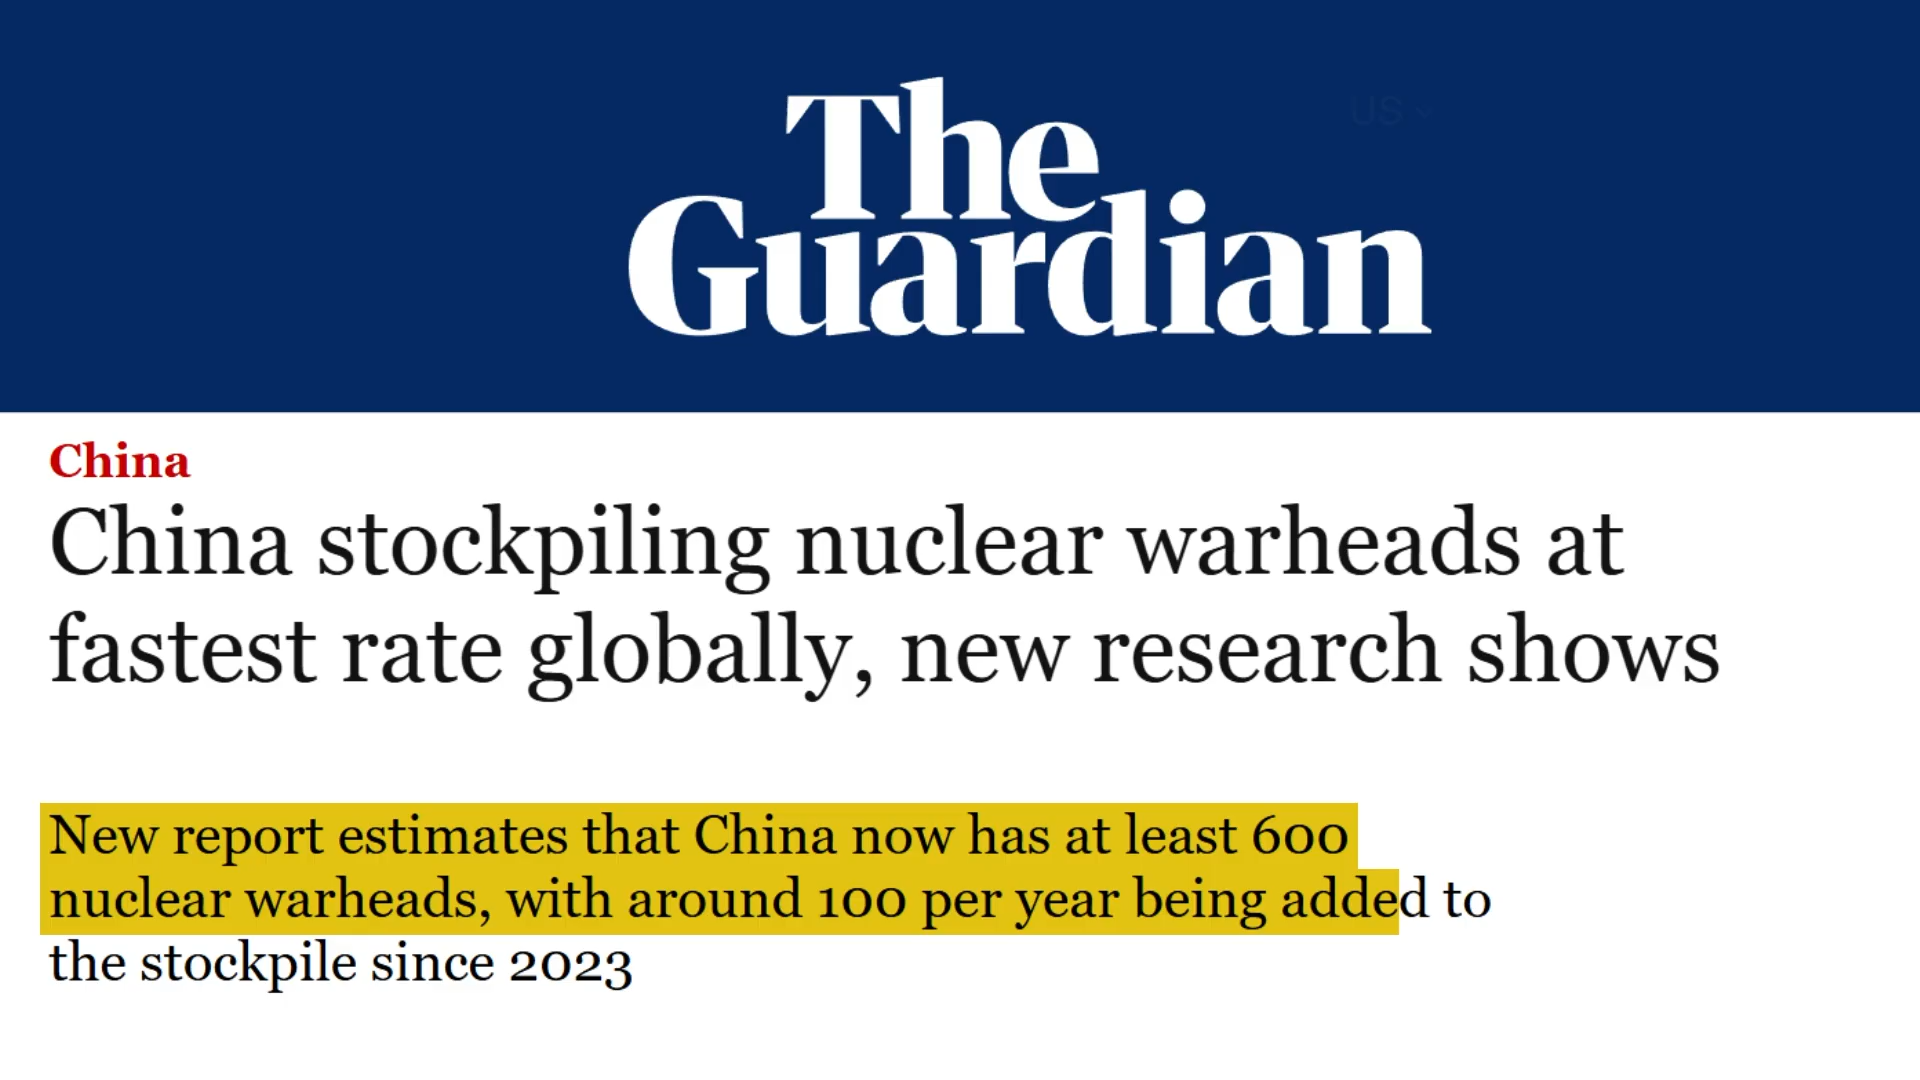 The
Guardian
US
China
China stockpiling nuclear warheads at
fastest rate globally, new research shows
New report estimates that China now has at least 600
nuclear warheads, with around 100 per year being added to
the stockpile since 2023